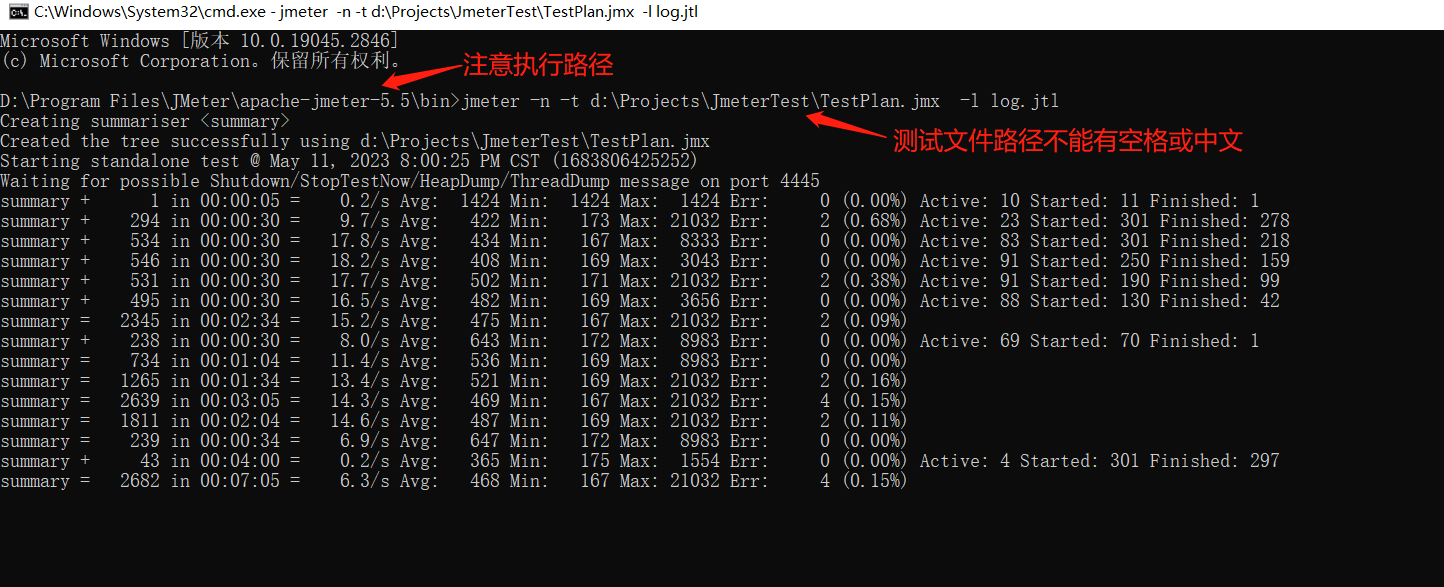 C:\Windows\System32\cmd.exe - jmeter  -n -t d:\Projects\JmeterTest\TestPlan.jmx  -l log.jtl
Microsoft Windows [版本 10.0.19045.2846]
(c) Microsoft Corporation。保留所有权利。
注意执行路径
D:\Program Files\JMeter\apache-jmeter-5.5\bin>jmeter -n -t d:\Projects\JmeterTest\TestPlan.jmx  -l log.jtl
Creating summariser <summary>
Created the tree successfully using d:\Projects\JmeterTest\TestPlan.jmx
测试文件路径不能有空格或中文
Starting standalone test @ May 11, 2023 8:00:25 PM CST (1683806425252)
Waiting for possible Shutdown/StopTestNow/HeapDump/ThreadDump message on port 4445
summary +      1 in 00:00:05 =    0.2/s Avg:  1424 Min:  1424 Max:  1424 Err:     0 (0.00%) Active: 10 Started: 11 Finished: 1
summary +    294 in 00:00:30 =    9.7/s Avg:   422 Min:   173 Max: 21032 Err:     2 (0.68%) Active: 23 Started: 301 Finished: 278
summary +    534 in 00:00:30 =   17.8/s Avg:   434 Min:   167 Max:  8333 Err:     0 (0.00%) Active: 83 Started: 301 Finished: 218
summary +    546 in 00:00:30 =   18.2/s Avg:   408 Min:   169 Max:  3043 Err:     0 (0.00%) Active: 91 Started: 250 Finished: 159
summary +    531 in 00:00:30 =   17.7/s Avg:   502 Min:   171 Max: 21032 Err:     2 (0.38%) Active: 91 Started: 190 Finished: 99
summary +    495 in 00:00:30 =   16.5/s Avg:   482 Min:   169 Max:  3656 Err:     0 (0.00%) Active: 88 Started: 130 Finished: 42
summary =   2345 in 00:02:34 =   15.2/s Avg:   475 Min:   167 Max: 21032 Err:     2 (0.09%)
summary +    238 in 00:00:30 =    8.0/s Avg:   643 Min:   172 Max:  8983 Err:     0 (0.00%) Active: 69 Started: 70 Finished: 1
summary =    734 in 00:01:04 =   11.4/s Avg:   536 Min:   169 Max:  8983 Err:     0 (0.00%)
summary =   1265 in 00:01:34 =   13.4/s Avg:   521 Min:   169 Max: 21032 Err:     2 (0.16%)
summary =   2639 in 00:03:05 =   14.3/s Avg:   469 Min:   167 Max: 21032 Err:     4 (0.15%)
summary =   1811 in 00:02:04 =   14.6/s Avg:   487 Min:   169 Max: 21032 Err:     2 (0.11%)
summary =    239 in 00:00:34 =    6.9/s Avg:   647 Min:   172 Max:  8983 Err:     0 (0.00%)
summary +     43 in 00:04:00 =    0.2/s Avg:   365 Min:   175 Max:  1554 Err:     0 (0.00%) Active: 4 Started: 301 Finished: 297
summary =   2682 in 00:07:05 =    6.3/s Avg:   468 Min:   167 Max: 21032 Err:     4 (0.15%)